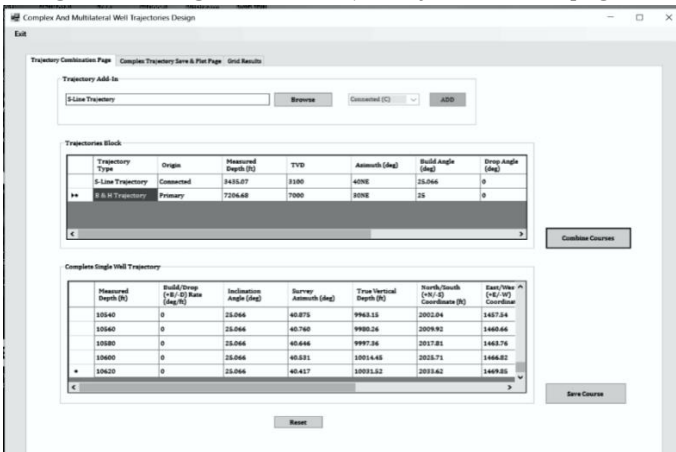 Complex And Multilateral Well Trajectories Design
Exit
Trajectory Combination Page Complex Trajectory Save & Plot Page Grid Results
Trajectory Add-In
S-Line Trajectory Browse Connected (C) ADD
Trajectories Block
Trajectory Type Origin Measured Depth (ft) TVD Azimuth (deg) Build Angle (deg) Drop Angle (deg)
S-Line Trajectory Connected 3435.07 3100 40NE 25.066 0
B & H Trajectory Primary 7206.68 7000 30NE 25 0
Combine Courses
Complete Single Well Trajectory
Measured Depth (ft) Build/Drop (+B/-D) Rate (deg/ft) Inclination Angle (deg) Survey Azimuth (deg) True Vertical Depth (ft) North/South (+N/-S) Coordinate (ft) East/Wes (+E/-W) Coordinat
10540 0 25.066 40.875 9963.15 2002.04 1457.54
10560 0 25.066 40.760 9980.26 2009.92 1460.66
10580 0 25.066 40.646 9997.36 2017.81 1463.76
10600 0 25.066 40.531 10014.45 2025.71 1466.82
10620 0 25.066 40.417 10031.52 2033.62 1469.85
Save Course
Reset